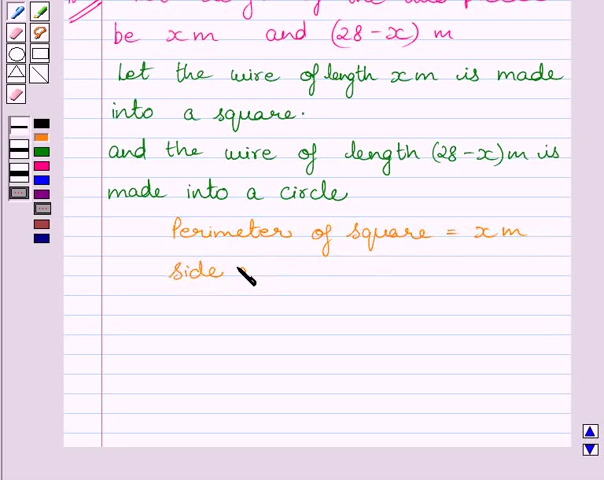 be x m and (28-x) m
Let the wire of length x m is made
into a square.
and the wire of length (28-x)m is
made into a circle
Perimeter of square = x m
side